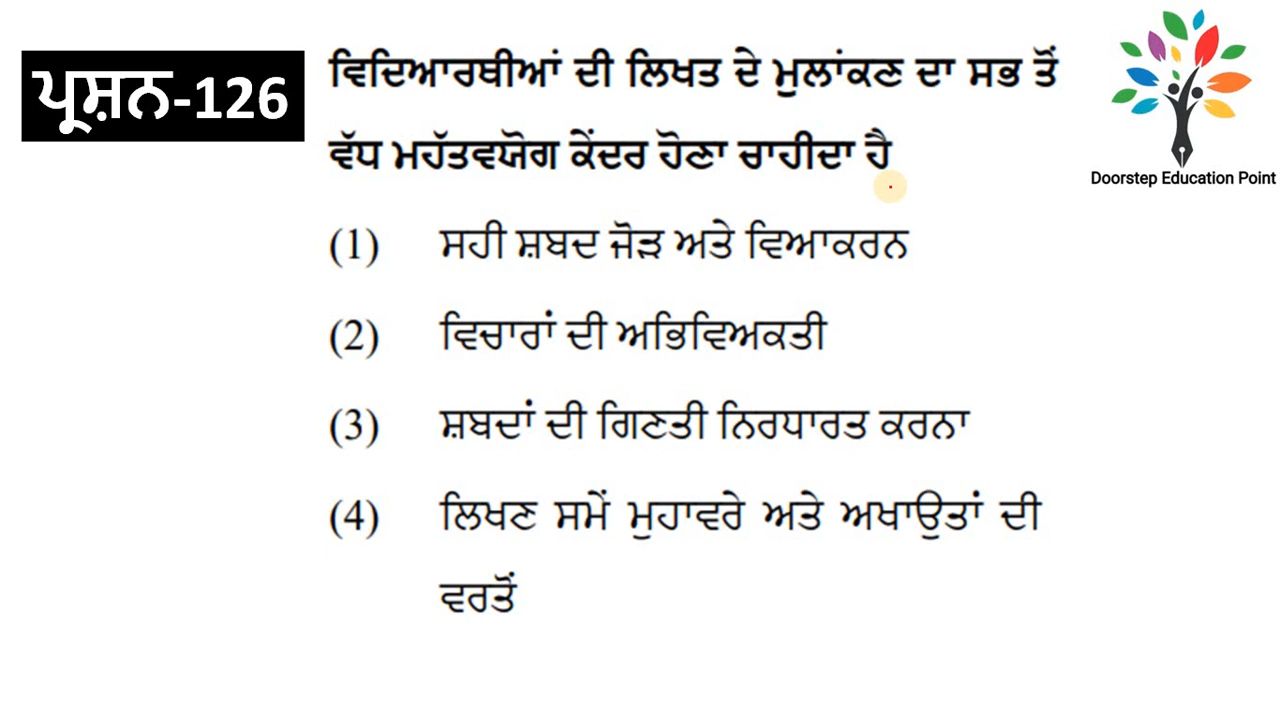 ਪ੍ਰਸ਼ਨ-126
ਵਿਦਿਆਰਥੀਆਂ ਦੀ ਲਿਖਤ ਦੇ ਮੁਲਾਂਕਣ ਦਾ ਸਭ ਤੋਂ
ਵੱਧ ਮਹੱਤਵਯੋਗ ਕੇਂਦਰ ਹੋਣਾ ਚਾਹੀਦਾ ਹੈ
(1) ਸਹੀ ਸ਼ਬਦ ਜੋੜ ਅਤੇ ਵਿਆਕਰਨ
(2) ਵਿਚਾਰਾਂ ਦੀ ਅਭਿਵਿਅਕਤੀ
(3) ਸ਼ਬਦਾਂ ਦੀ ਗਿਣਤੀ ਨਿਰਧਾਰਤ ਕਰਨਾ
(4) ਲਿਖਣ ਸਮੇਂ ਮੁਹਾਵਰੇ ਅਤੇ ਅਖਾਉਤਾਂ ਦੀ
ਵਰਤੋਂ
Doorstep Education Point